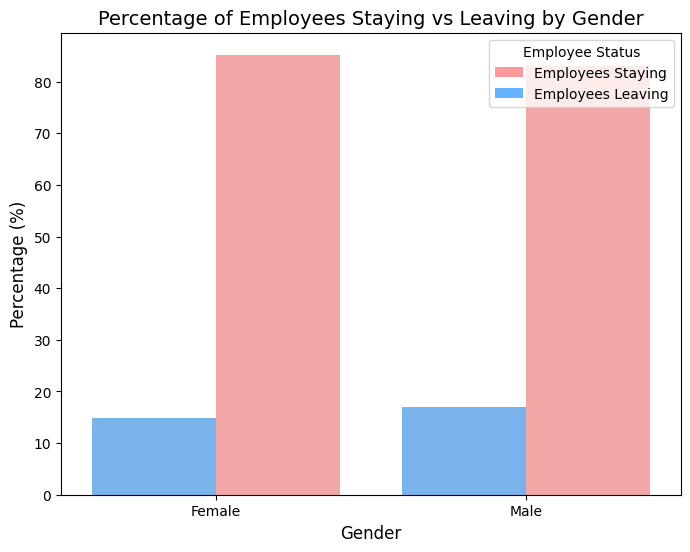 Percentage of Employees Staying vs Leaving by Gender
Employee Status
Employees Staying
Employees Leaving
Percentage (%)
80
70
60
50
40
30
20
10
0
Female
Male
Gender